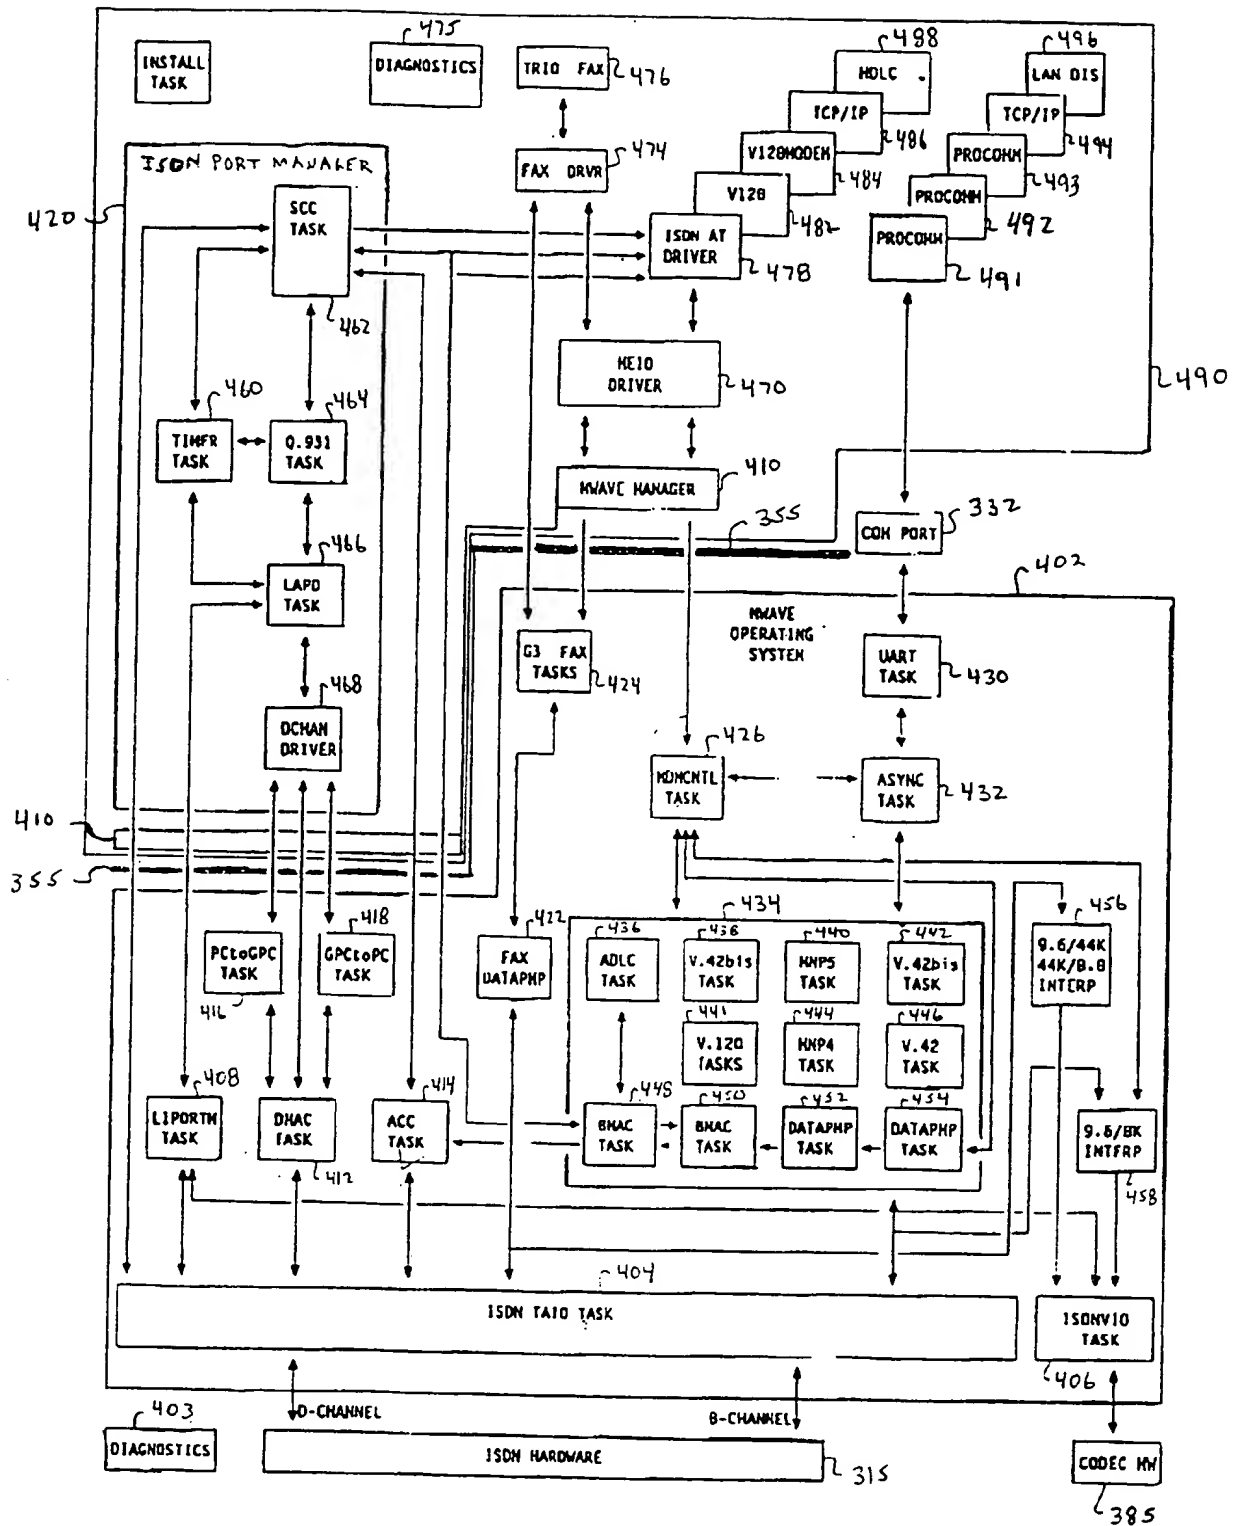 475
488
496
INSTALL
TASK
DIAGNOSTICS
TRIO FAX
476
HDLC
LAN DIS
TCP/IP
486
TCP/IP
494
ISDN PORT MANAGER
FAX DRVR
474
V120MODEM
484
PROCOMM
493
420
SCC
TASK
V120
482
PROCOMM
492
ISDN AT
DRIVER
478
PROCOMM
491
462
MEIO
DRIVER
470
490
460
464
TIMER
TASK
Q.931
TASK
410
MWAVE MANAGER
355
332
COM PORT
466
LAPD
TASK
402
MWAVE
OPERATING
SYSTEM
G3 FAX
TASKS
424
UART
TASK
430
468
DCHAN
DRIVER
426
MDMCNTL
TASK
ASYNC
TASK
432
410
355
434
456
418
422
436
438
440
442
PCtoGPC
TASK
GPCtoPC
TASK
FAX
DATAPMP
ADLC
TASK
V.42bis
TASK
MNP5
TASK
V.42bis
TASK
9.6/44K
44K/8.8
INTERP
416
441
444
446
V.120
TASKS
MNP4
TASK
V.42
TASK
408
414
448
450
452
454
L1PORTM
TASK
DMAC
TASK
ACC
TASK
BMAC
TASK
BMAC
TASK
DATAPMP
TASK
DATAPMP
TASK
9.6/8K
INTERP
412
458
404
ISDN TAIO TASK
ISDNVIO
TASK
406
403
D-CHANNEL
B-CHANNEL
DIAGNOSTICS
ISDN HARDWARE
315
CODEC HW
385